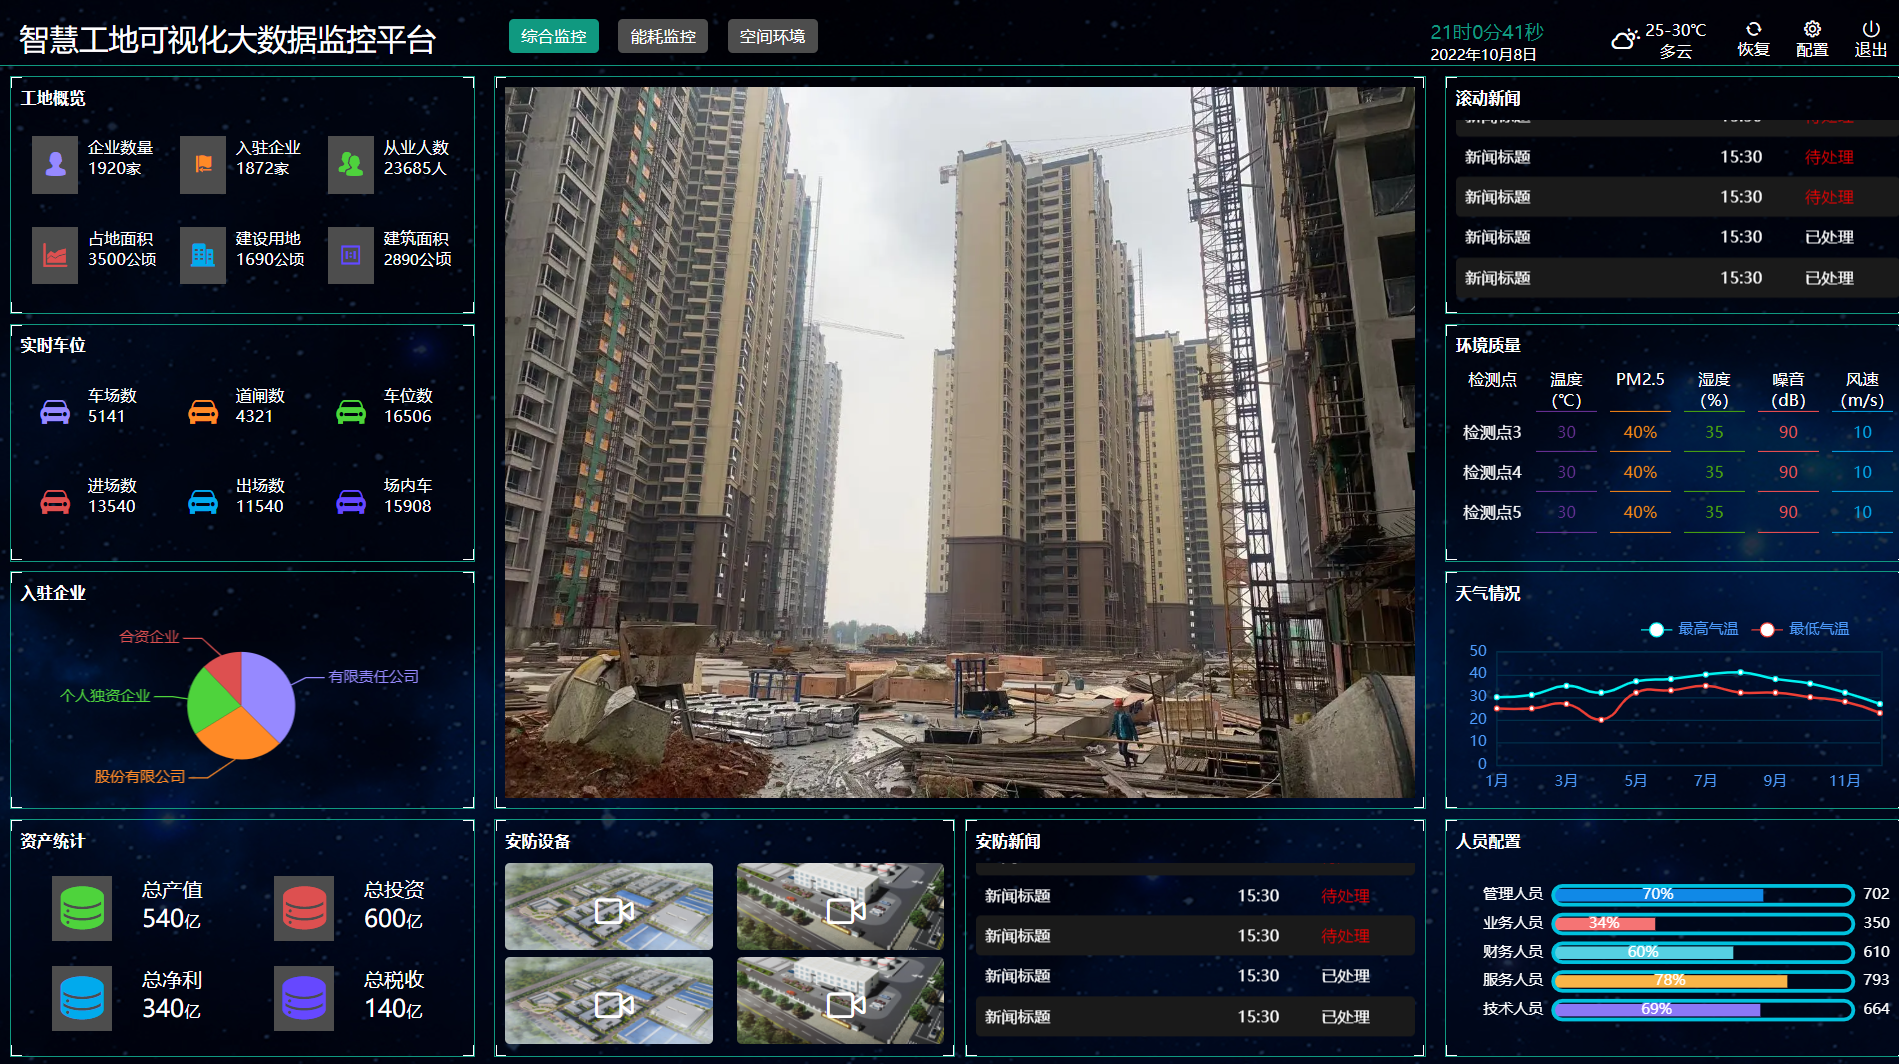 智慧工地可视化大数据监控平台
综合监控 能耗监控 空间环境
21时0分41秒
2022年10月8日
25-30℃
多云
恢复 配置 退出
工地概览
企业数量
1920家
入驻企业
1872家
从业人数
23685人
占地面积
3500公顷
建设用地
1690公顷
建筑面积
2890公顷
实时车位
车场数
5141
道闸数
4321
车位数
16506
进场数
13540
出场数
11540
场内车
15908
入驻企业
合资企业
有限责任公司
个人独资企业
股份有限公司
资产统计
总产值
540亿
总投资
600亿
总净利
340亿
总税收
140亿
安防设备
安防新闻
新闻标题 15:30 待处理
新闻标题 15:30 待处理
新闻标题 15:30 已处理
新闻标题 15:30 已处理
滚动新闻
新闻标题 15:30 待处理
新闻标题 15:30 待处理
新闻标题 15:30 待处理
新闻标题 15:30 已处理
新闻标题 15:30 已处理
环境质量
检测点 温度 PM2.5 湿度 噪音 风速
(℃) (%) (dB) (m/s)
检测点3 30 40% 35 90 10
检测点4 30 40% 35 90 10
检测点5 30 40% 35 90 10
天气情况
最高气温 最低气温
50
40
30
20
10
0
1月 3月 5月 7月 9月 11月
人员配置
管理人员 70% 702
业务人员 34% 350
财务人员 60% 610
服务人员 78% 793
技术人员 69% 664